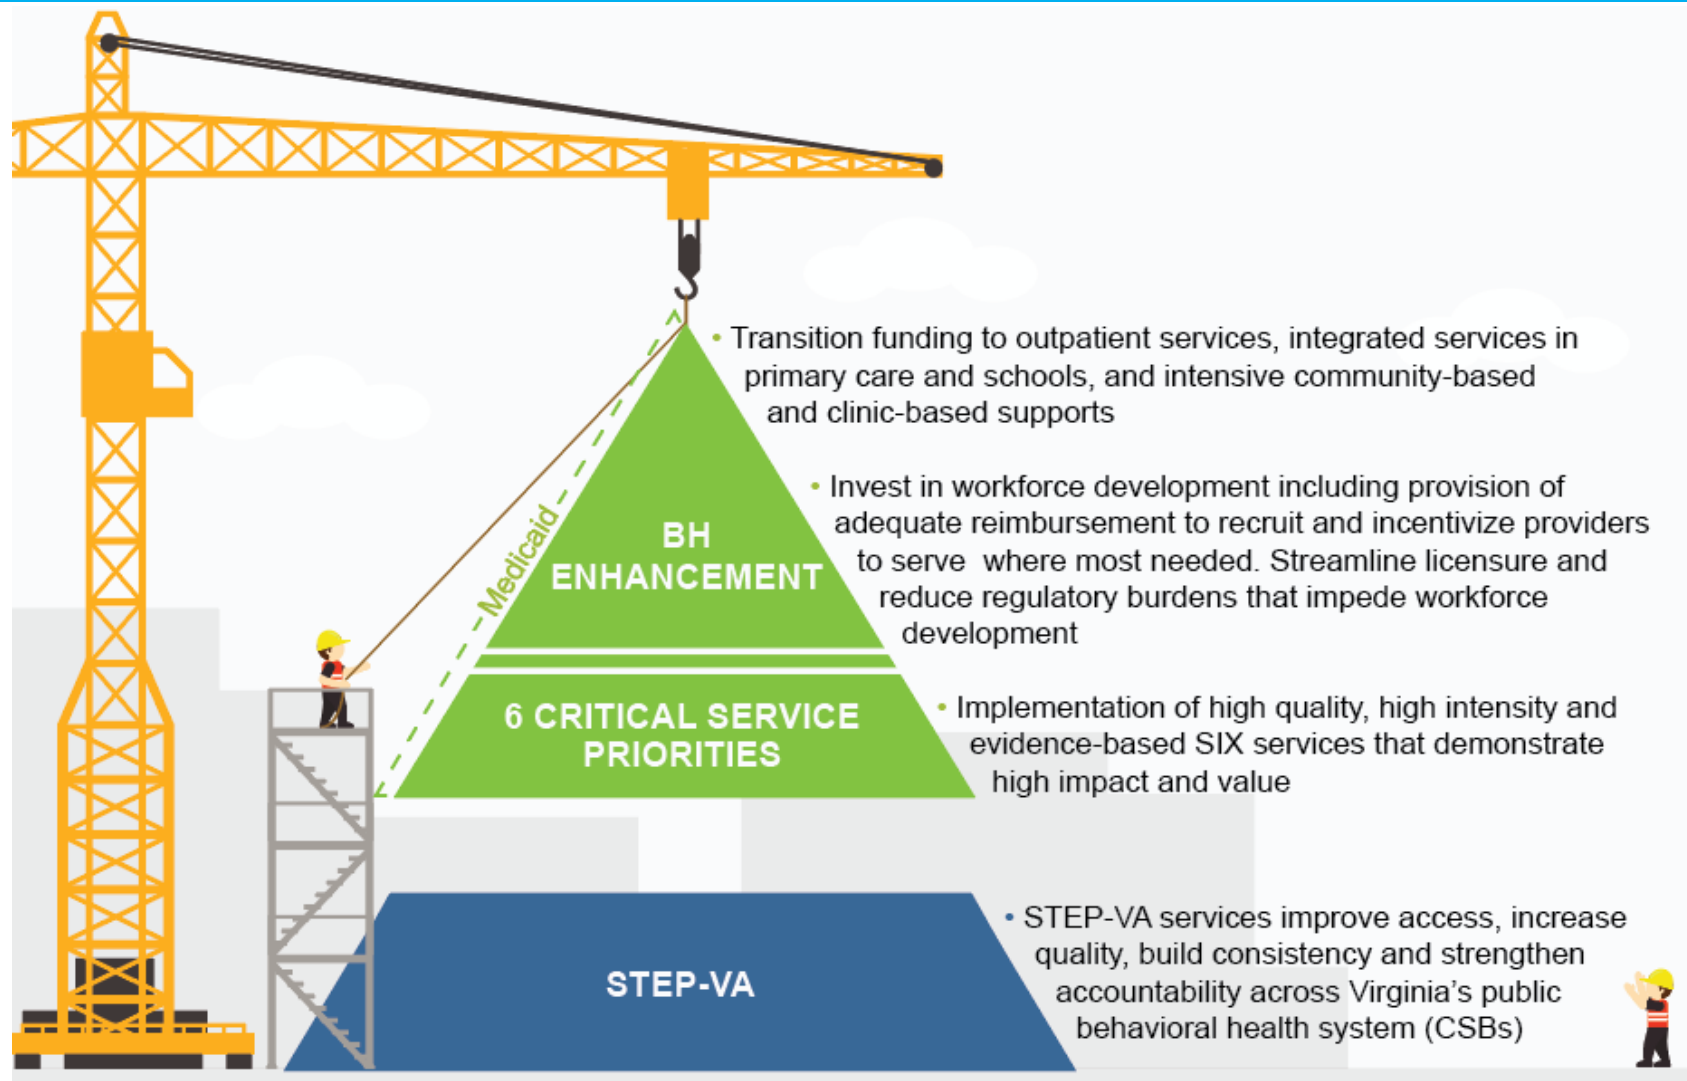 • Transition funding to outpatient services, integrated services in
primary care and schools, and intensive community-based
and clinic-based supports
Medicaid
BH
ENHANCEMENT
• Invest in workforce development including provision of
adequate reimbursement to recruit and incentivize providers
to serve  where most needed. Streamline licensure and
reduce regulatory burdens that impede workforce
development
6 CRITICAL SERVICE
PRIORITIES
• Implementation of high quality, high intensity and
evidence-based SIX services that demonstrate
high impact and value
STEP-VA
• STEP-VA services improve access, increase
quality, build consistency and strengthen
accountability across Virginia’s public
behavioral health system (CSBs)